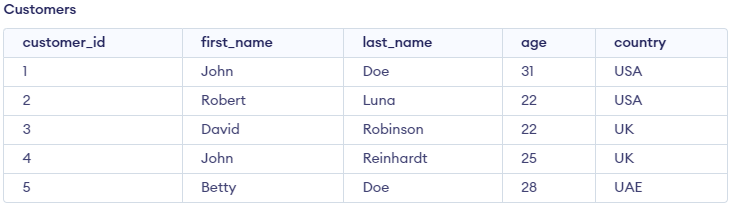 Customers
customer_id first_name last_name age country
1 John Doe 31 USA
2 Robert Luna 22 USA
3 David Robinson 22 UK
4 John Reinhardt 25 UK
5 Betty Doe 28 UAE